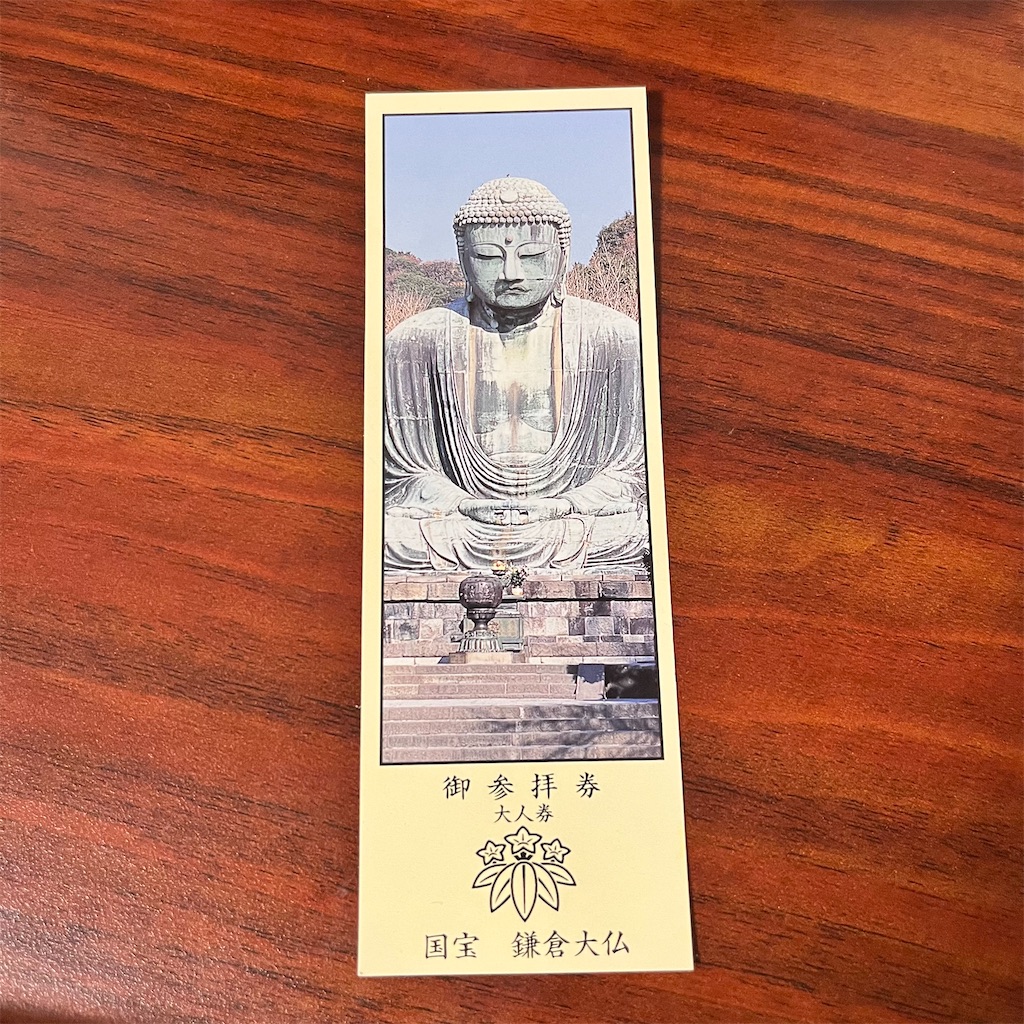 御参拝券
大人券
国宝　鎌倉大仏